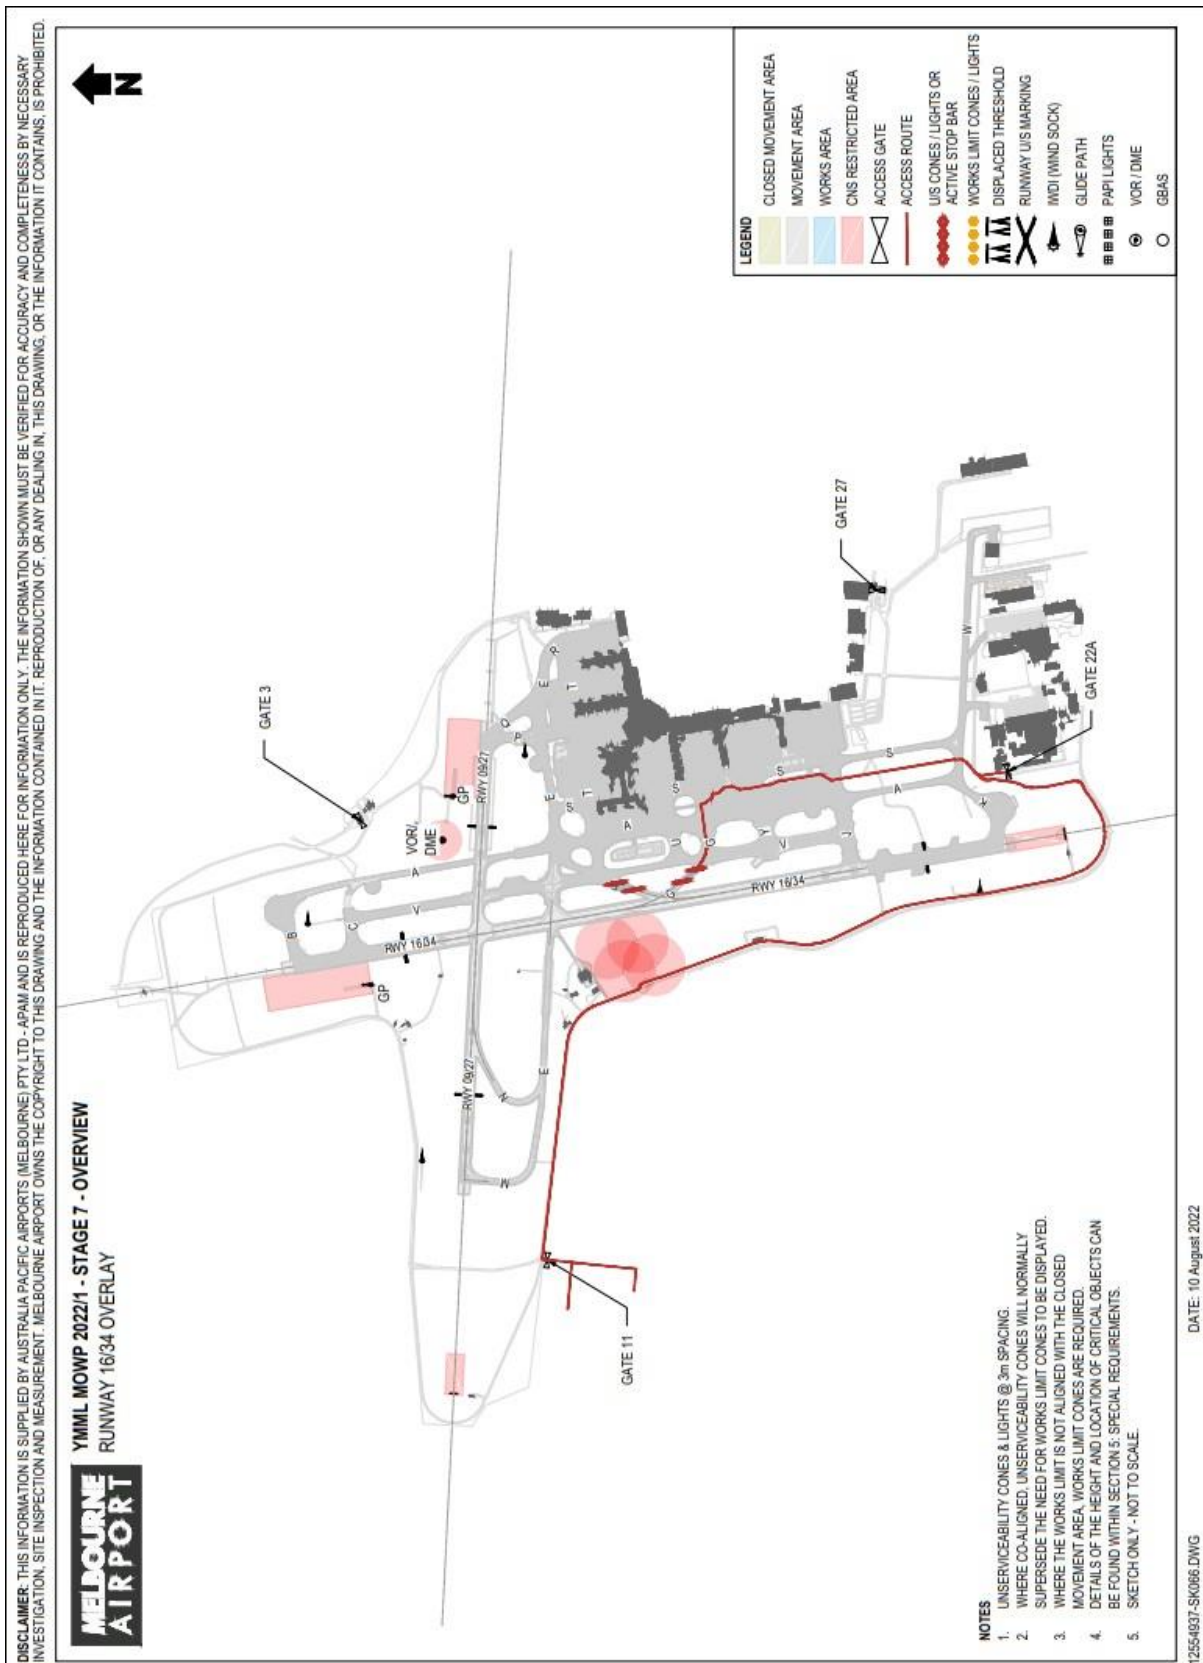 DISCLAIMER: THIS INFORMATION IS SUPPLIED BY AUSTRALIA PACIFIC AIRPORTS (MELBOURNE) PTY LTD - APAM AND IS REPRODUCED HERE FOR INFORMATION ONLY. THE INFORMATION SHOWN MUST BE VERIFIED FOR ACCURACY AND COMPLETENESS BY NECESSARY
INVESTIGATION, SITE INSPECTION AND MEASUREMENT. MELBOURNE AIRPORT OWNS THE COPYRIGHT TO THIS DRAWING AND THE INFORMATION CONTAINED IN IT. REPRODUCTION OF, OR ANY DEALING IN, THIS DRAWING, OR THE INFORMATION IT CONTAINS, IS PROHIBITED.
MELBOURNE
AIRPORT
YMML MOWP 2022/1 - STAGE 7 - OVERVIEW
RUNWAY 16/34 OVERLAY
N
GATE 3
GP
VOR/
DME
GP
B
C
V
A
RWY 16/34
RWY 09/27
RWY 09/27
Q
P
E
R
T
E
T
S
M
N
E
A
S
U
G
G
Y
V
J
S
A
S
RWY 16/34
K
W
GATE 11
GATE 27
GATE 22A
LEGEND
CLOSED MOVEMENT AREA
MOVEMENT AREA
WORKS AREA
CNS RESTRICTED AREA
ACCESS GATE
ACCESS ROUTE
U/S CONES / LIGHTS OR
ACTIVE STOP BAR
WORKS LIMIT CONES / LIGHTS
DISPLACED THRESHOLD
RUNWAY U/S MARKING
IWDI (WIND SOCK)
GLIDE PATH
PAPI LIGHTS
VOR / DME
GBAS
NOTES
1. UNSERVICEABILITY CONES & LIGHTS @ 3m SPACING.
2. WHERE CO-ALIGNED, UNSERVICEABILITY CONES WILL NORMALLY
SUPERSEDE THE NEED FOR WORKS LIMIT CONES TO BE DISPLAYED.
3. WHERE THE WORKS LIMIT IS NOT ALIGNED WITH THE CLOSED
MOVEMENT AREA, WORKS LIMIT CONES ARE REQUIRED.
4. DETAILS OF THE HEIGHT AND LOCATION OF CRITICAL OBJECTS CAN
BE FOUND WITHIN SECTION 5: SPECIAL REQUIREMENTS.
5. SKETCH ONLY - NOT TO SCALE.
12554937-SK066.DWG
DATE: 10 August 2022